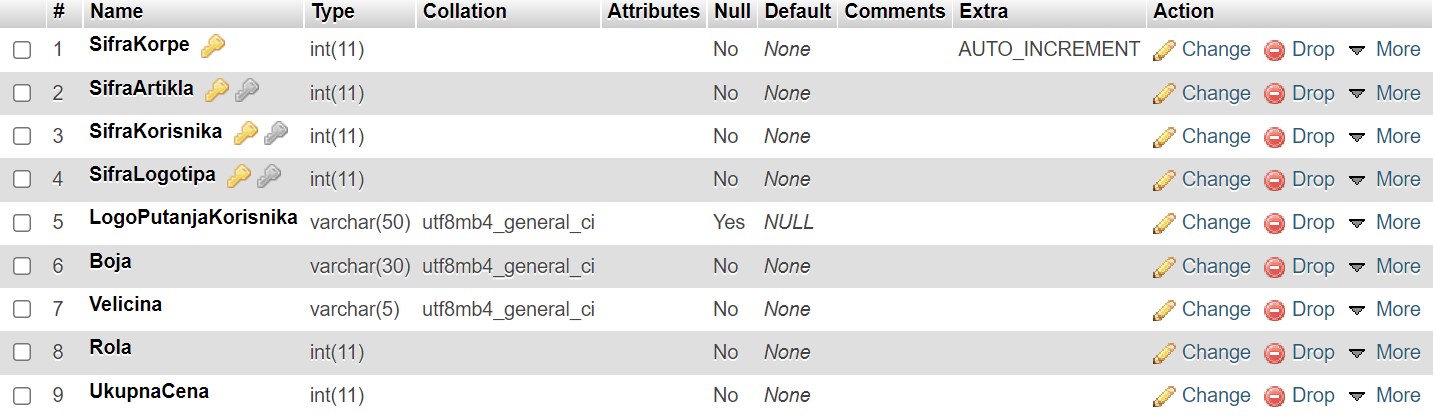 # Name Type Collation Attributes Null Default Comments Extra Action
1 SifraKorpe int(11) No None AUTO_INCREMENT Change Drop More
2 SifraArtikla int(11) No None Change Drop More
3 SifraKorisnika int(11) No None Change Drop More
4 SifraLogotipa int(11) No None Change Drop More
5 LogoPutanjaKorisnika varchar(50) utf8mb4_general_ci Yes NULL Change Drop More
6 Boja varchar(30) utf8mb4_general_ci No None Change Drop More
7 Velicina varchar(5) utf8mb4_general_ci No None Change Drop More
8 Rola int(11) No None Change Drop More
9 UkupnaCena int(11) No None Change Drop More